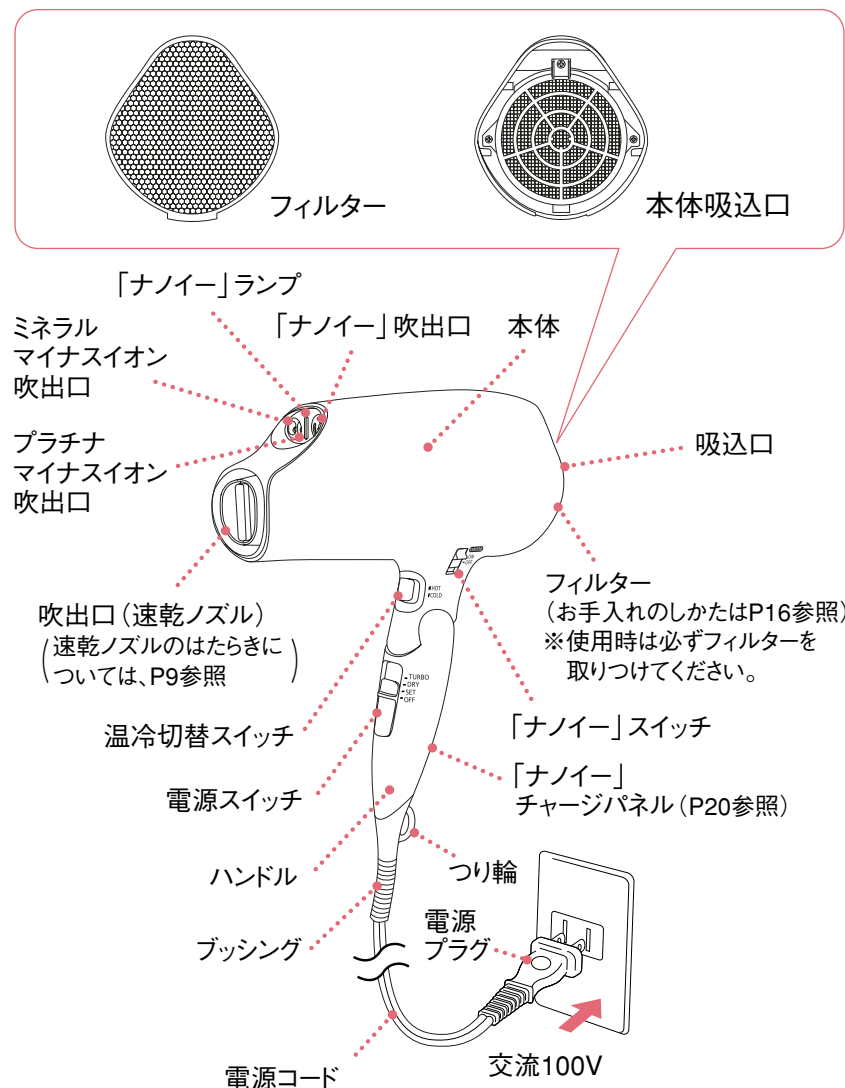 フィルター
本体吸込口
「ナノイー」ランプ
「ナノイー」吹出口
本体
ミネラル
マイナスイオン
吹出口
プラチナ
マイナスイオン
吹出口
吸込口
吹出口（速乾ノズル）
（速乾ノズルのはたらきに
ついては、P9参照）
フィルター
（お手入れのしかたはP16参照）
※使用時は必ずフィルターを
取りつけてください。
HOT
COLD
TURBO
DRY
SET
OFF
温冷切替スイッチ
「ナノイー」スイッチ
電源スイッチ
「ナノイー」
チャージパネル（P20参照）
ハンドル
つり輪
ブッシング
電源
プラグ
電源コード
交流100V